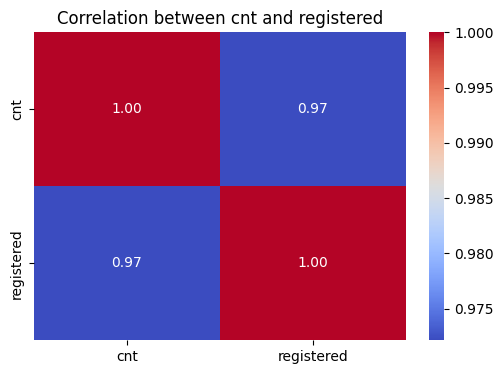 Correlation between cnt and registered
cnt
1.00
0.97
registered
0.97
1.00
cnt
registered
1.000
0.995
0.990
0.985
0.980
0.975